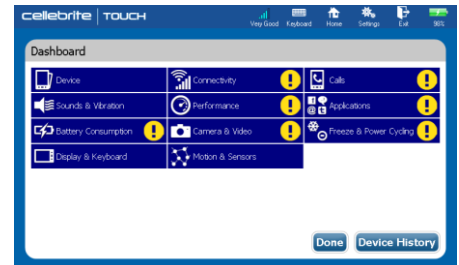 cellebrite TOUCH
Very Good Keyboard Home Settings Exit 96%
Dashboard
Device Connectivity Calls
Sounds & Vibration Performance Applications
Battery Consumption Camera & Video Freeze & Power Cycling
Display & Keyboard Motion & Sensors
Done Device History